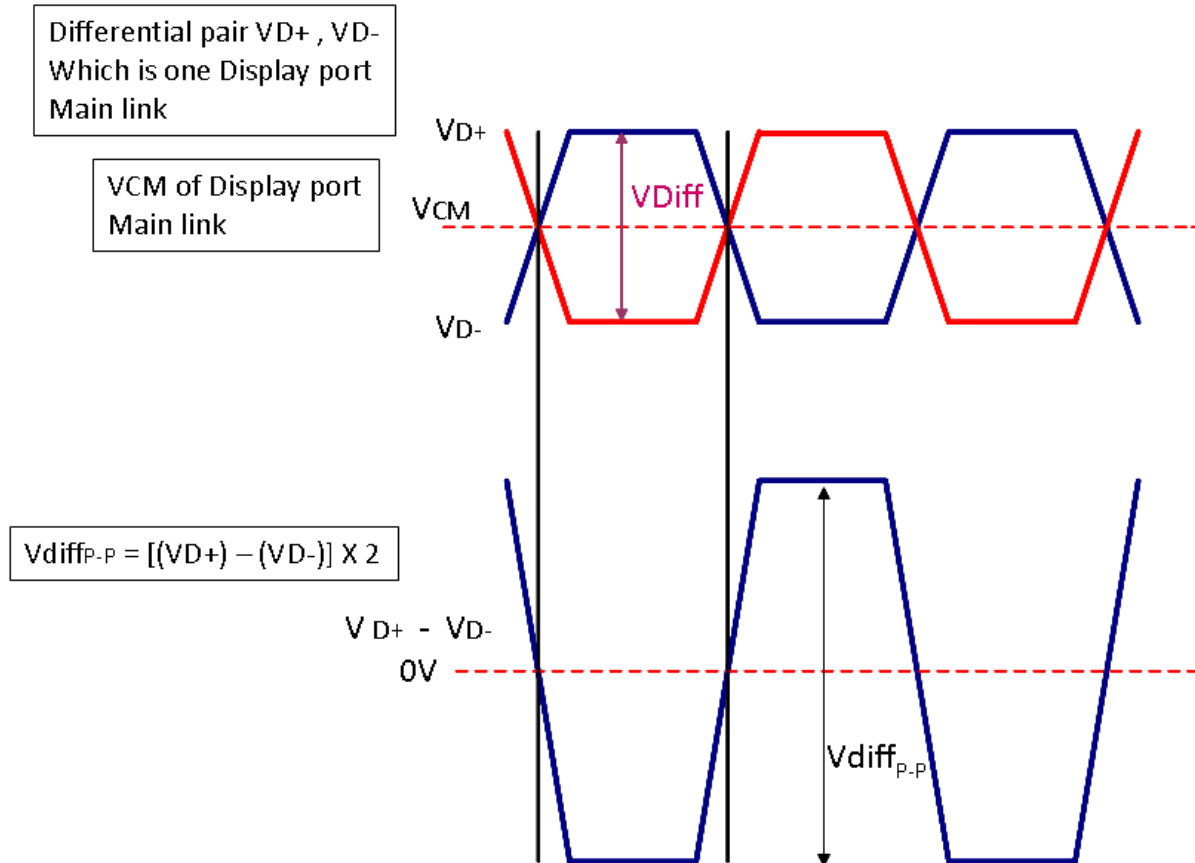 Differential pair VD+ , VD-
Which is one Display port
Main link
VD+
VCM of Display port
Main link
VDiff
VCM
VD-
VdiffP-P = [(VD+) – (VD-)] X 2
V D+ - VD-
0V
VdiffP-P